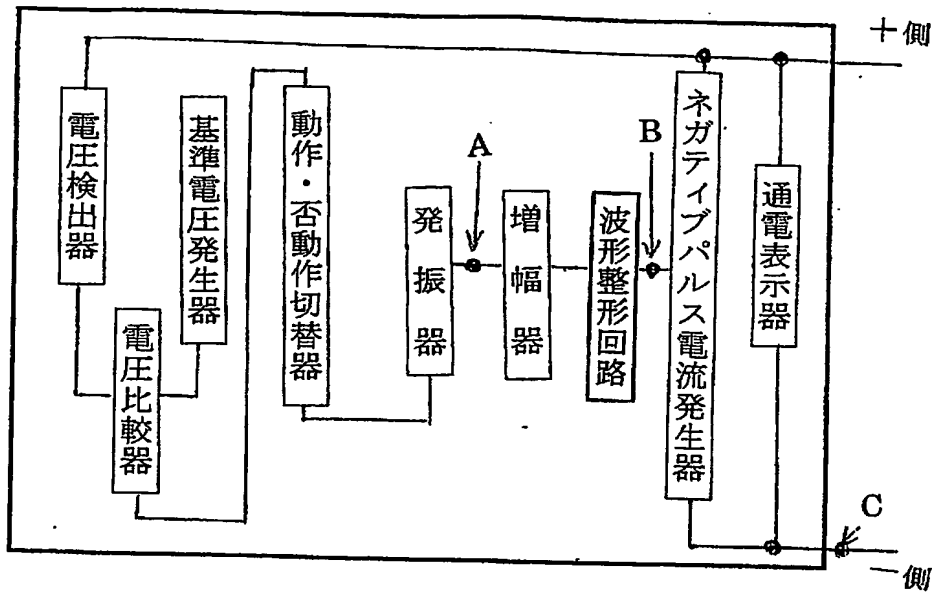 ＋側
電圧検出器
基準電圧発生器
電圧比較器
動作・否動作切替器
発振器
A
増幅器
波形整形回路
B
ネガティブパルス電流発生器
通電表示器
C
－側